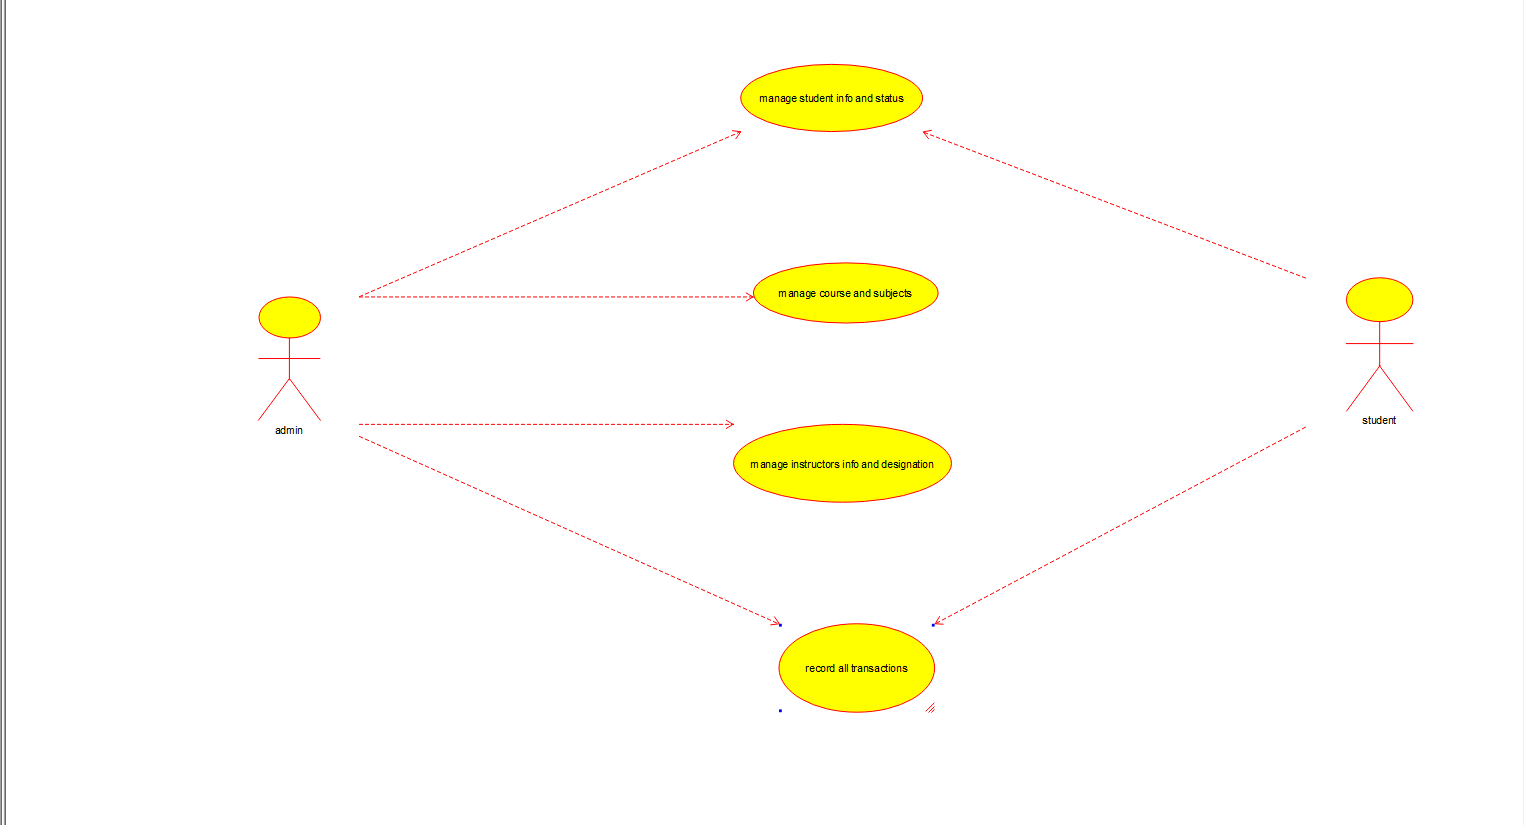 manage student info and status
manage course and subjects
admin
student
manage instructors info and designation
record all transactions